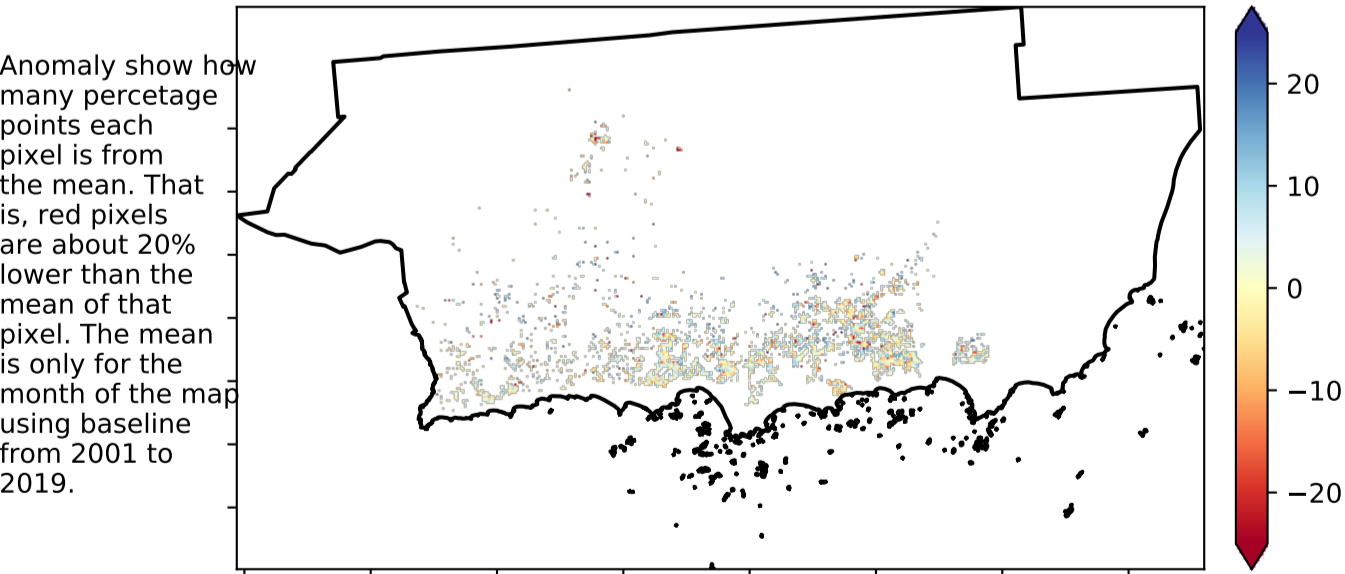 Anomaly show how
many percetage
points each
pixel is from
the mean. That
is, red pixels
are about 20%
lower than the
mean of that
pixel. The mean
is only for the
month of the map
using baseline
from 2001 to
2019.
20
10
0
−10
−20